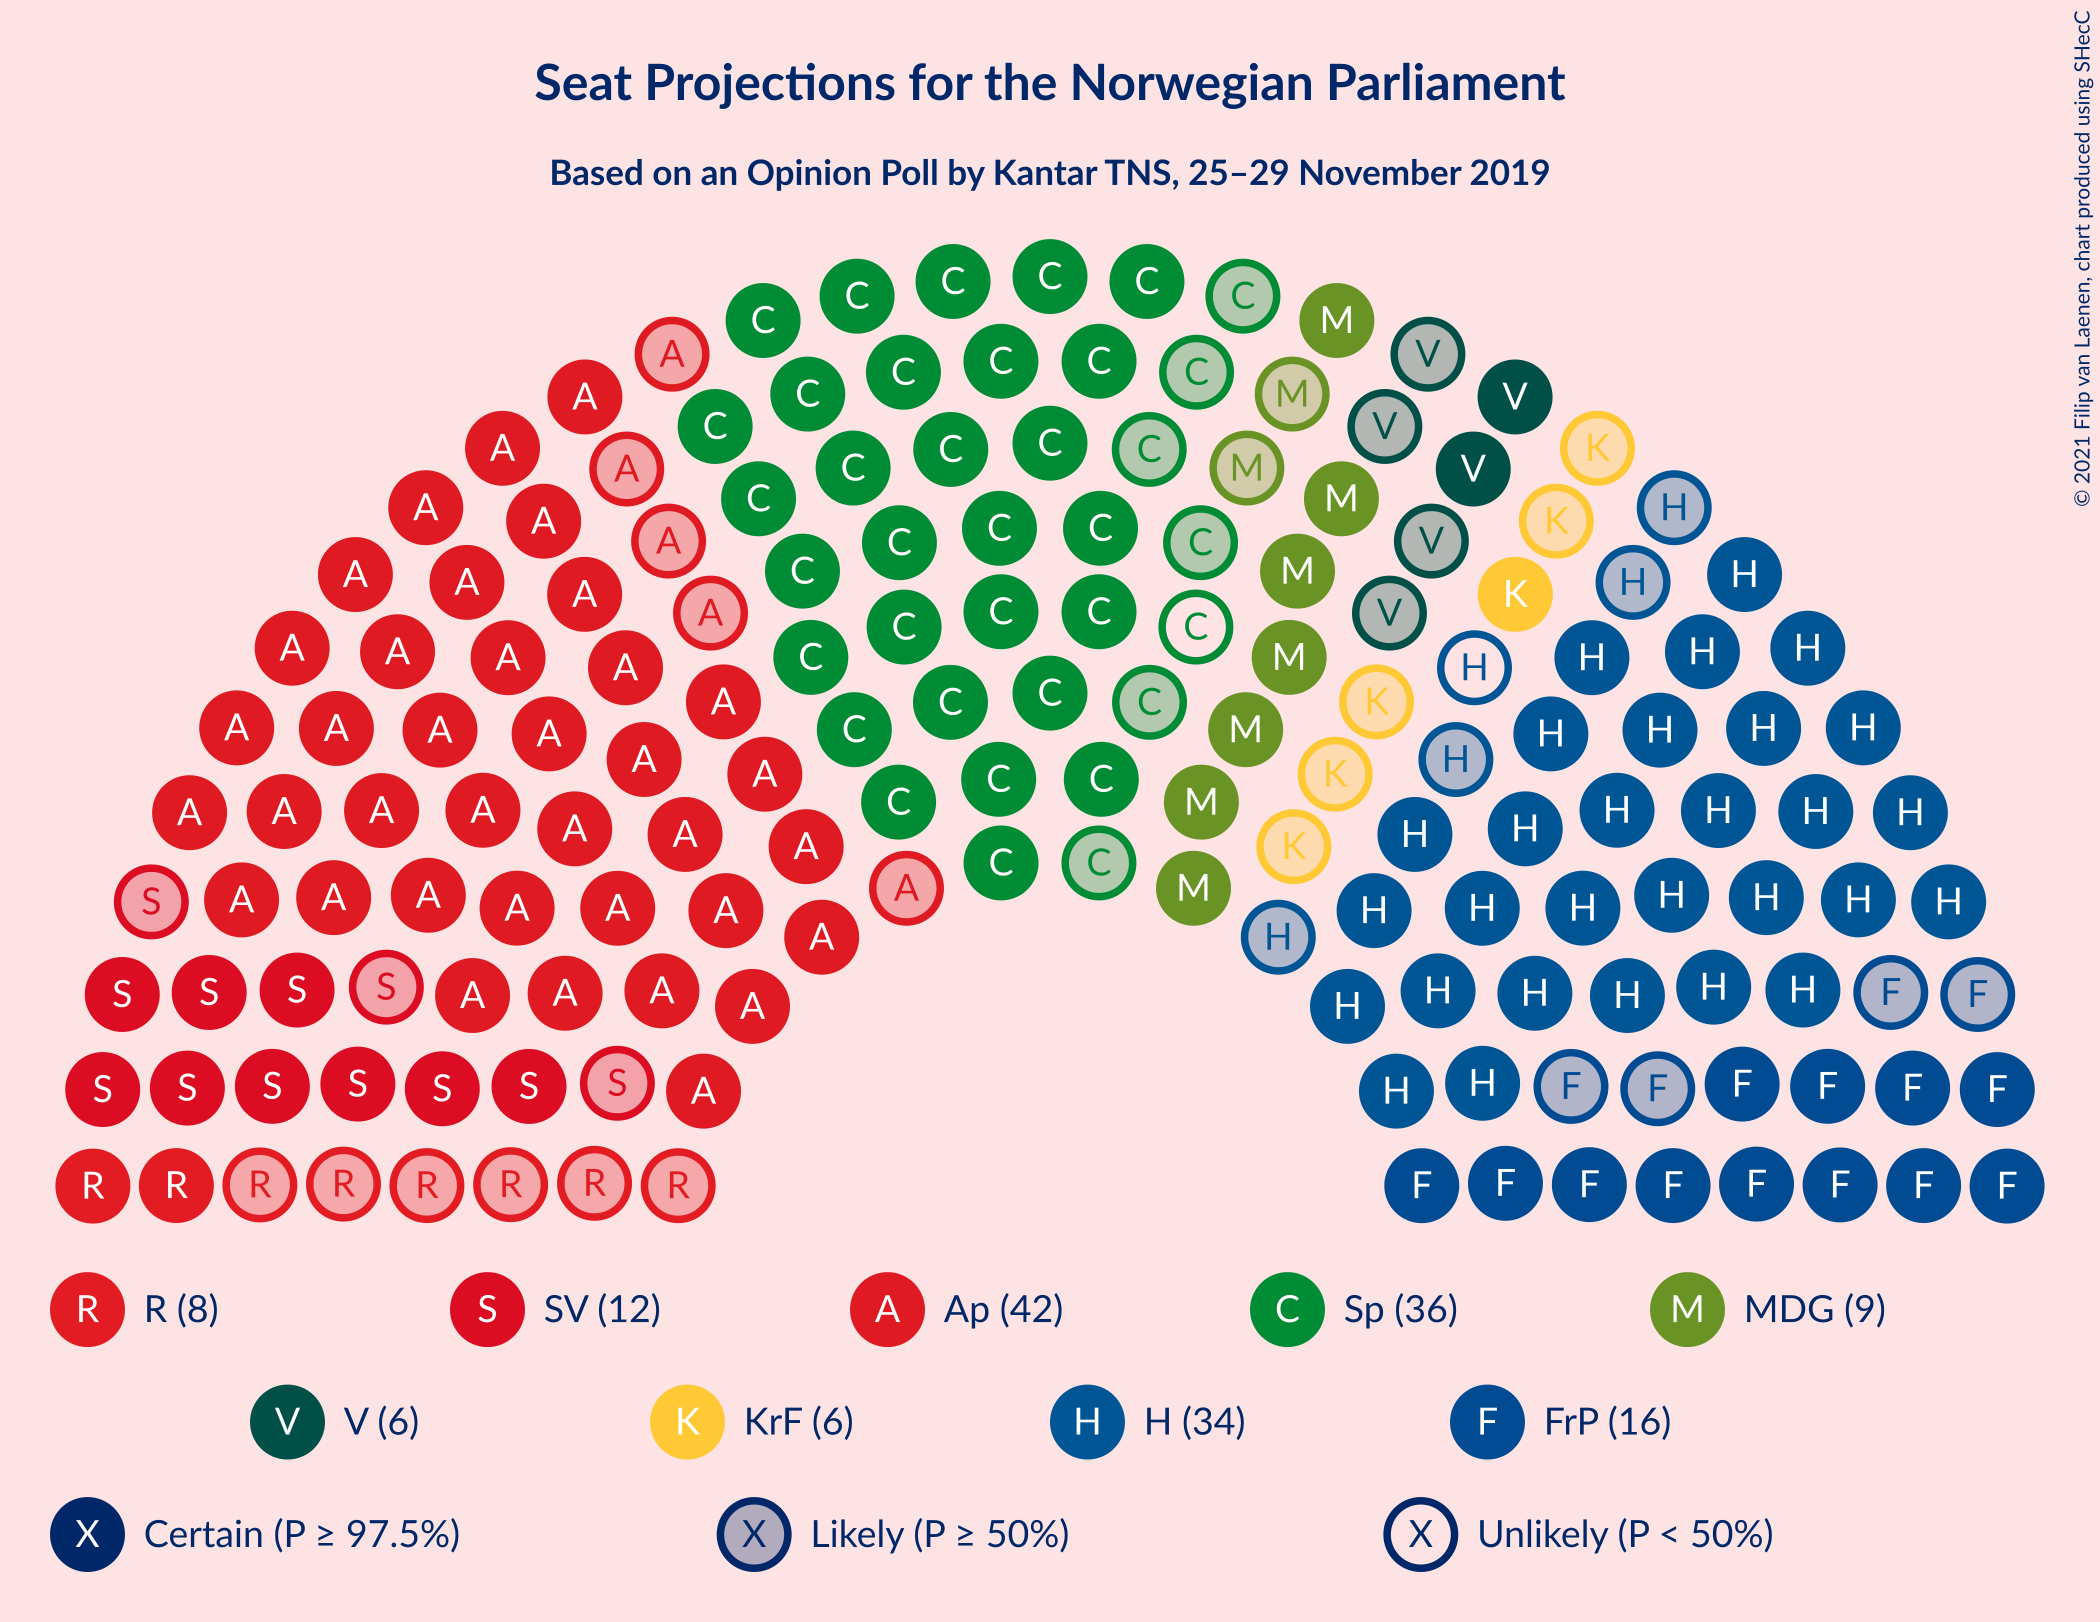 Seat Projections for the Norwegian Parliament
Based on an Opinion Poll by Kantar TNS, 25–29 November 2019
© 2021 Filip van Laenen, chart produced using SHecC
C C C C C C M
A C C C C V
A C M V
A C C C C V K
A C M V
A C M H
A A C C C C V K
A A A C M K H H
A C C C C V
A A A A C M H H H H
A C C C K
A A A A C M H H H H
A A C C K H
A A A A A A C M H H H H H H
A C C K
S A A A A A A A M H H H H H H H
A H
S S S S A A A A H H H H H H F F
S S S S S S S A H H F F F F F F
R R R R R R R R F F F F F F F F
R R (8) S SV (12) A Ap (42) C Sp (36) M MDG (9)
V V (6) K KrF (6) H H (34) F FrP (16)
X Certain (P ≥ 97.5%) X Likely (P ≥ 50%) X Unlikely (P < 50%)